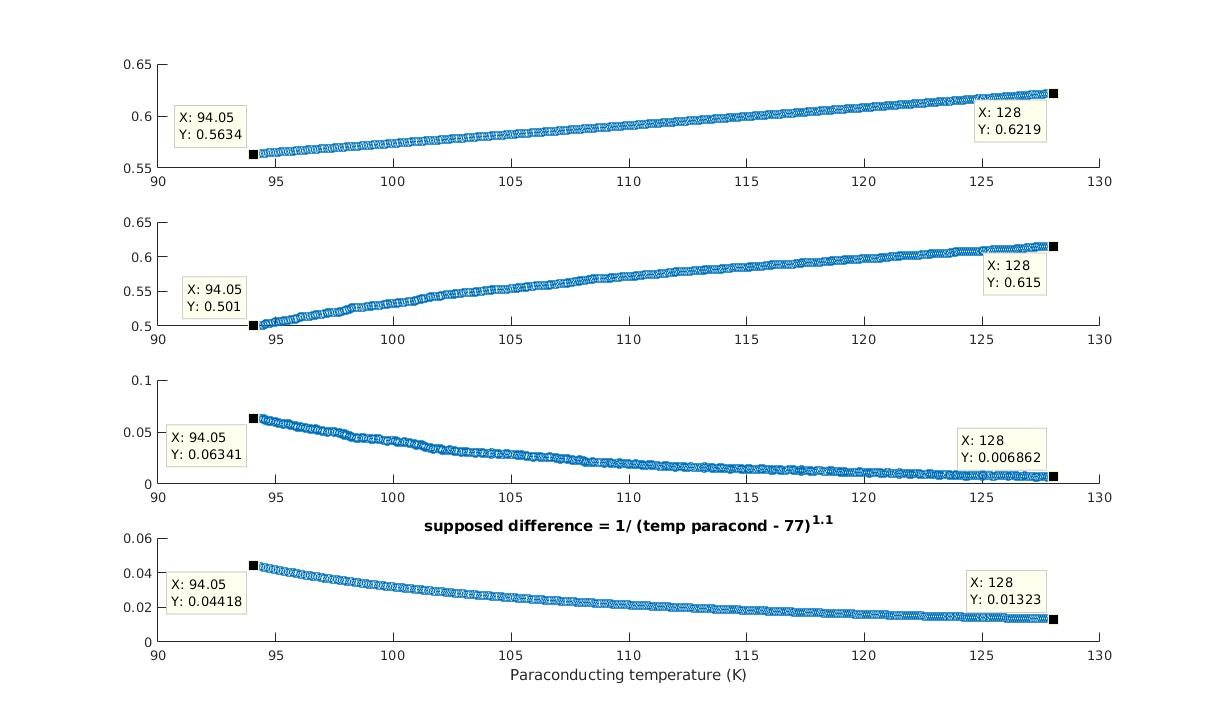 0.65
0.6
0.55
X: 94.05
Y: 0.5634
X: 128
Y: 0.6219
90 95 100 105 110 115 120 125 130
0.65
0.6
0.55
0.5
X: 94.05
Y: 0.501
X: 128
Y: 0.615
90 95 100 105 110 115 120 125 130
0.1
0.05
0
X: 94.05
Y: 0.06341
X: 128
Y: 0.006862
90 95 100 105 110 115 120 125 130
supposed difference = 1/ (temp paracond - 77)^1.1
0.06
0.04
0.02
0
X: 94.05
Y: 0.04418
X: 128
Y: 0.01323
90 95 100 105 110 115 120 125 130
Paraconducting temperature (K)